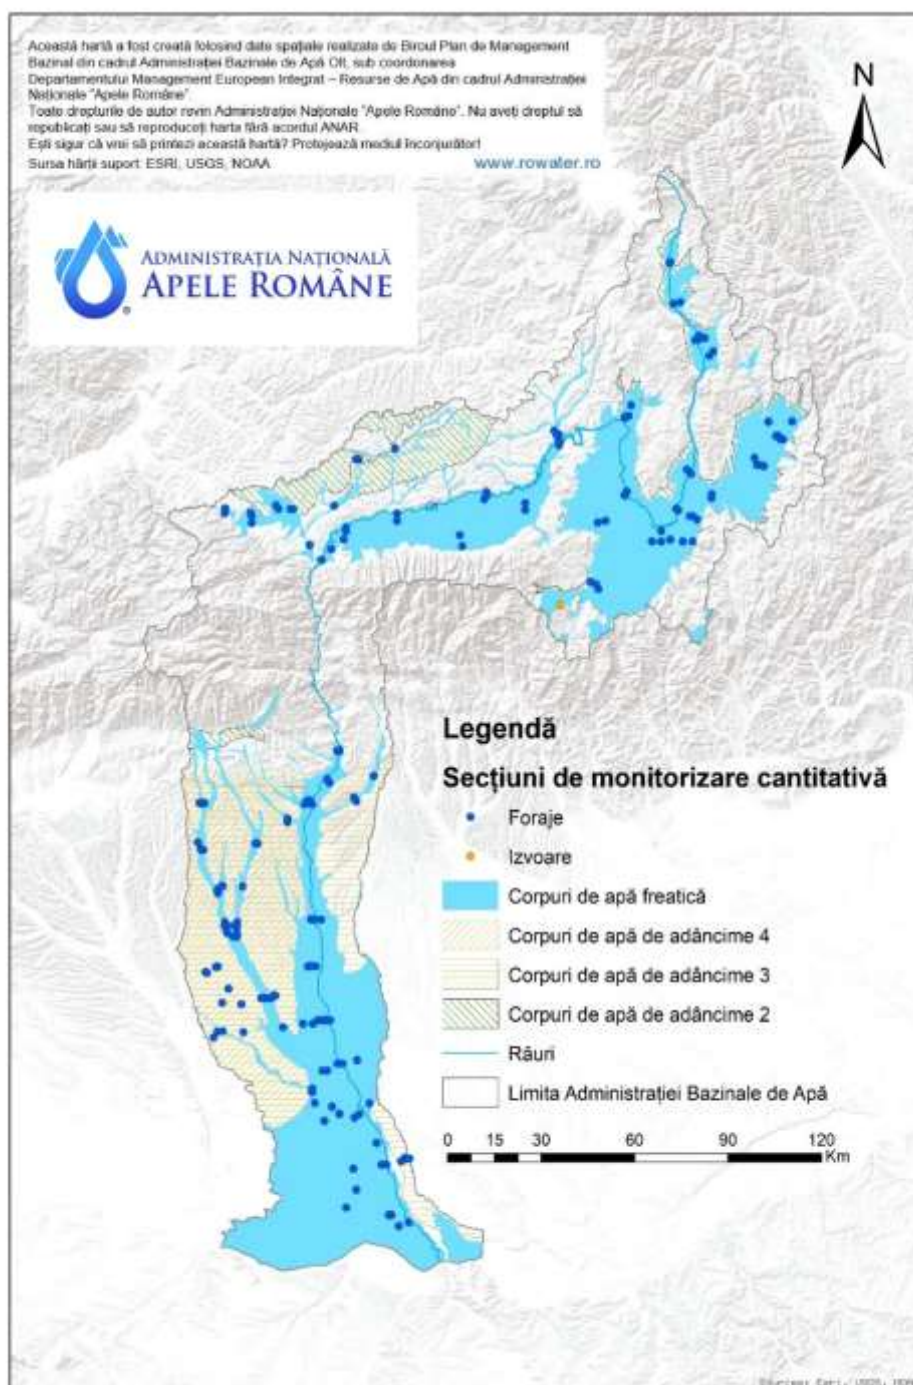 Această hartă a fost creată folosind date spațiale realizate de Biroul Plan de Management
Bazinal din cadrul Administrației Bazinale de Apă Olt, sub coordonarea
Departamentului Management European Integrat – Resurse de Apă din cadrul Administrației
Naționale "Apele Române".
Toate drepturile de autor revin Administrației Naționale "Apele Române". Nu aveți dreptul să
republicați sau să reproduceți harta fără acordul ANAR.
Ești sigur că vrei să printezi această hartă? Protejează mediul înconjurător!
Sursa hărții suport: ESRI, USGS, NOAA
www.rowater.ro
N
ADMINISTRAȚIA NAȚIONALĂ
APELE ROMÂNE
®
Legendă
Secțiuni de monitorizare cantitativă
Foraje
Izvoare
Corpuri de apă freatică
Corpuri de apă de adâncime 4
Corpuri de apă de adâncime 3
Corpuri de apă de adâncime 2
Râuri
Limita Administrației Bazinale de Apă
0 15 30 60 90 120
Km